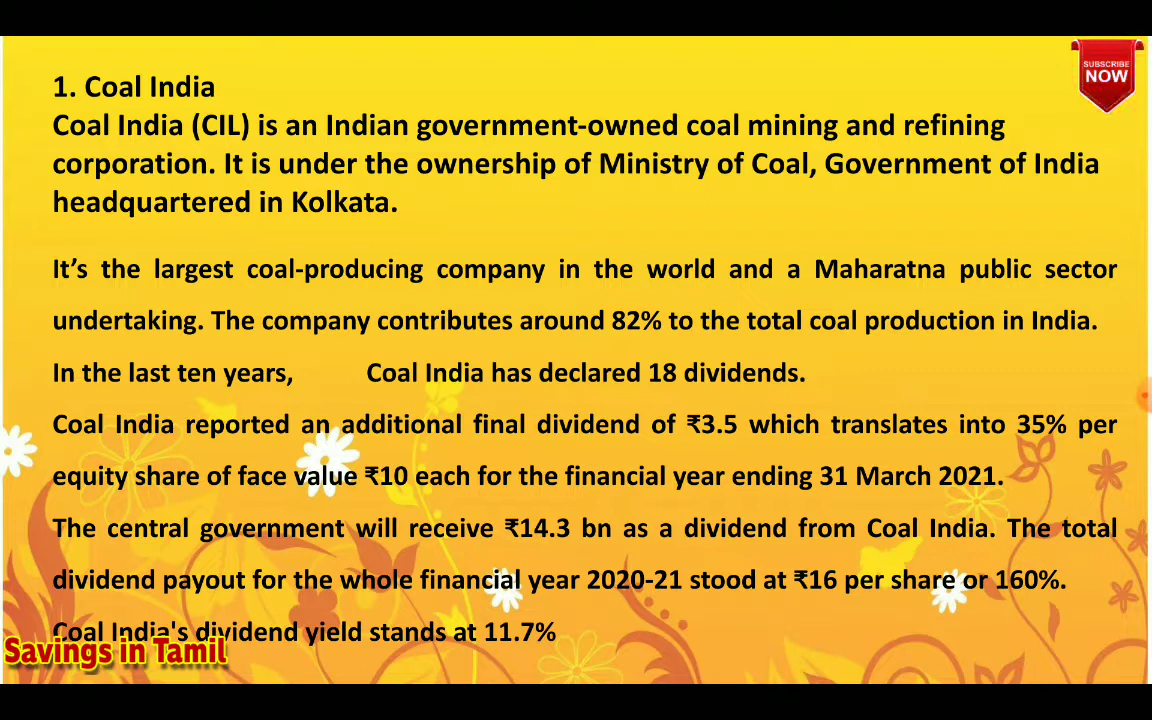 SUBSCRIBE
NOW
1. Coal India
Coal India (CIL) is an Indian government-owned coal mining and refining
corporation. It is under the ownership of Ministry of Coal, Government of India
headquartered in Kolkata.
It’s the largest coal-producing company in the world and a Maharatna public sector
undertaking. The company contributes around 82% to the total coal production in India.
In the last ten years, Coal India has declared 18 dividends.
Coal India reported an additional final dividend of ₹3.5 which translates into 35% per
equity share of face value ₹10 each for the financial year ending 31 March 2021.
The central government will receive ₹14.3 bn as a dividend from Coal India. The total
dividend payout for the whole financial year 2020-21 stood at ₹16 per share or 160%.
Coal India's dividend yield stands at 11.7%
Savings in Tamil